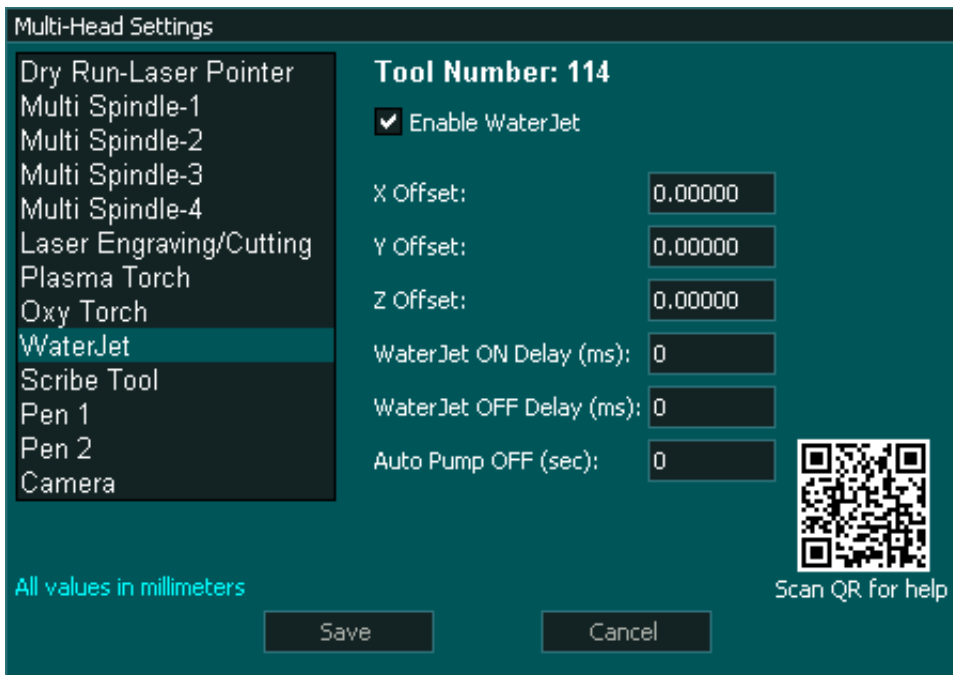 Multi-Head Settings
Dry Run-Laser Pointer
Multi Spindle-1
Multi Spindle-2
Multi Spindle-3
Multi Spindle-4
Laser Engraving/Cutting
Plasma Torch
Oxy Torch
WaterJet
Scribe Tool
Pen 1
Pen 2
Camera
Tool Number: 114
Enable WaterJet
X Offset: 0.00000
Y Offset: 0.00000
Z Offset: 0.00000
WaterJet ON Delay (ms): 0
WaterJet OFF Delay (ms): 0
Auto Pump OFF (sec): 0
Scan QR for help
All values in millimeters
Save Cancel